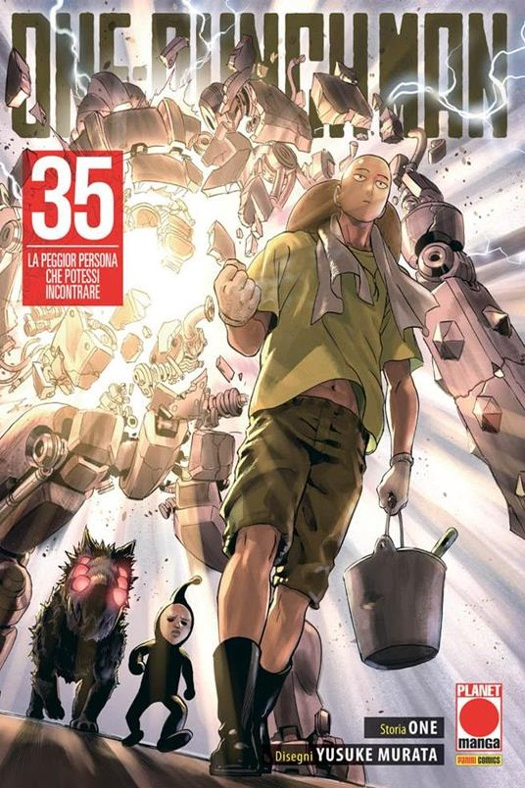 ONE-PUNCH MAN
35
LA PEGGIOR PERSONA
CHE POTESSI
INCONTRARE
Storia ONE
Disegni YUSUKE MURATA
PLANET
manga
PANINI COMICS